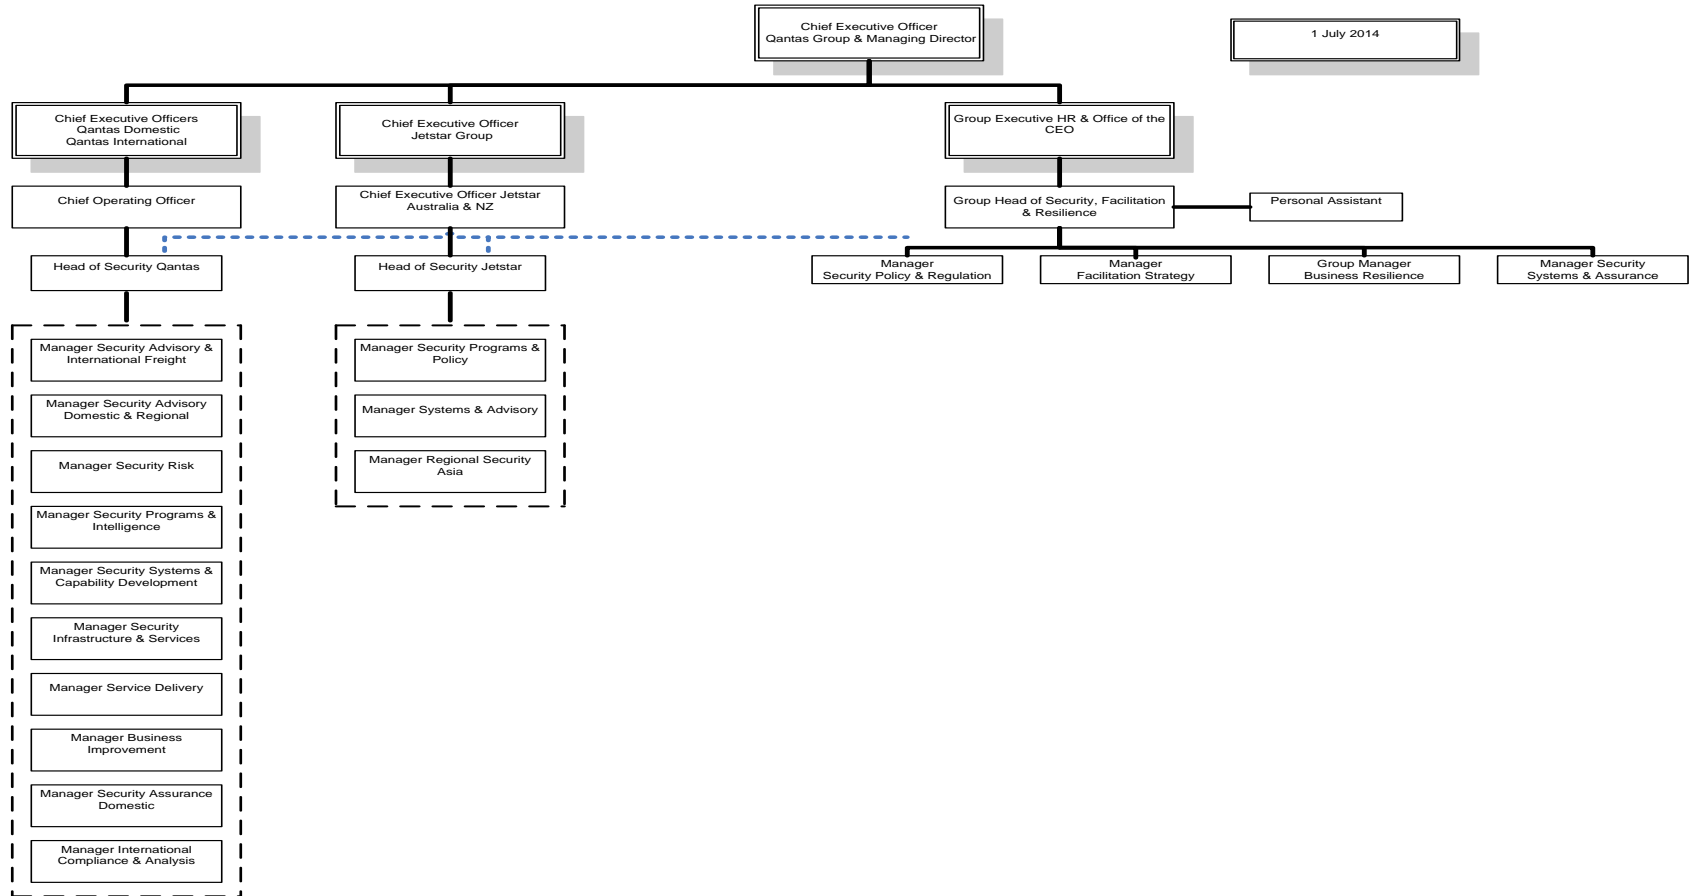 Chief Executive Officer
Qantas Group & Managing Director
1 July 2014
Chief Executive Officers
Qantas Domestic
Qantas International
Chief Executive Officer
Jetstar Group
Group Executive HR & Office of the
CEO
Chief Operating Officer
Chief Executive Officer Jetstar
Australia & NZ
Group Head of Security, Facilitation
& Resilience
Personal Assistant
Head of Security Qantas
Head of Security Jetstar
Manager
Security Policy & Regulation
Manager
Facilitation Strategy
Group Manager
Business Resilience
Manager Security
Systems & Assurance
Manager Security Advisory &
International Freight
Manager Security Advisory
Domestic & Regional
Manager Security Risk
Manager Security Programs &
Intelligence
Manager Security Systems &
Capability Development
Manager Security
Infrastructure & Services
Manager Service Delivery
Manager Business
Improvement
Manager Security Assurance
Domestic
Manager International
Compliance & Analysis
Manager Security Programs &
Policy
Manager Systems & Advisory
Manager Regional Security
Asia